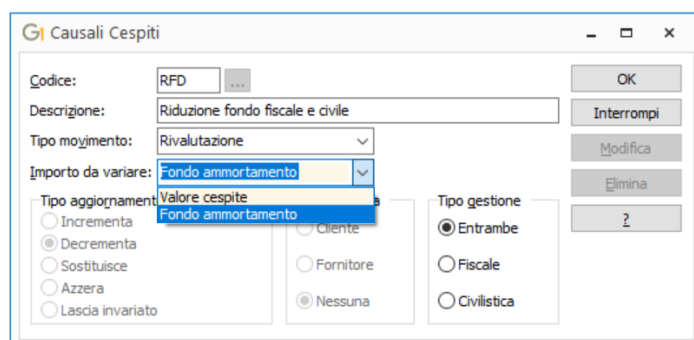 Causali Cespiti
Codice: RFD ... OK
Descrizione: Riduzione fondo fiscale e civile Interrompi
Tipo movimento: Rivalutazione Modifica
Importo da variare: Fondo ammortamento Elimina
Valore cespite
Fondo ammortamento ?
Tipo aggiornament a Tipo gestione
Incrementa Cliente Entrambe
Decrementa
Sostituisce Fornitore Fiscale
Azzera
Lascia invariato Nessuna Civilistica